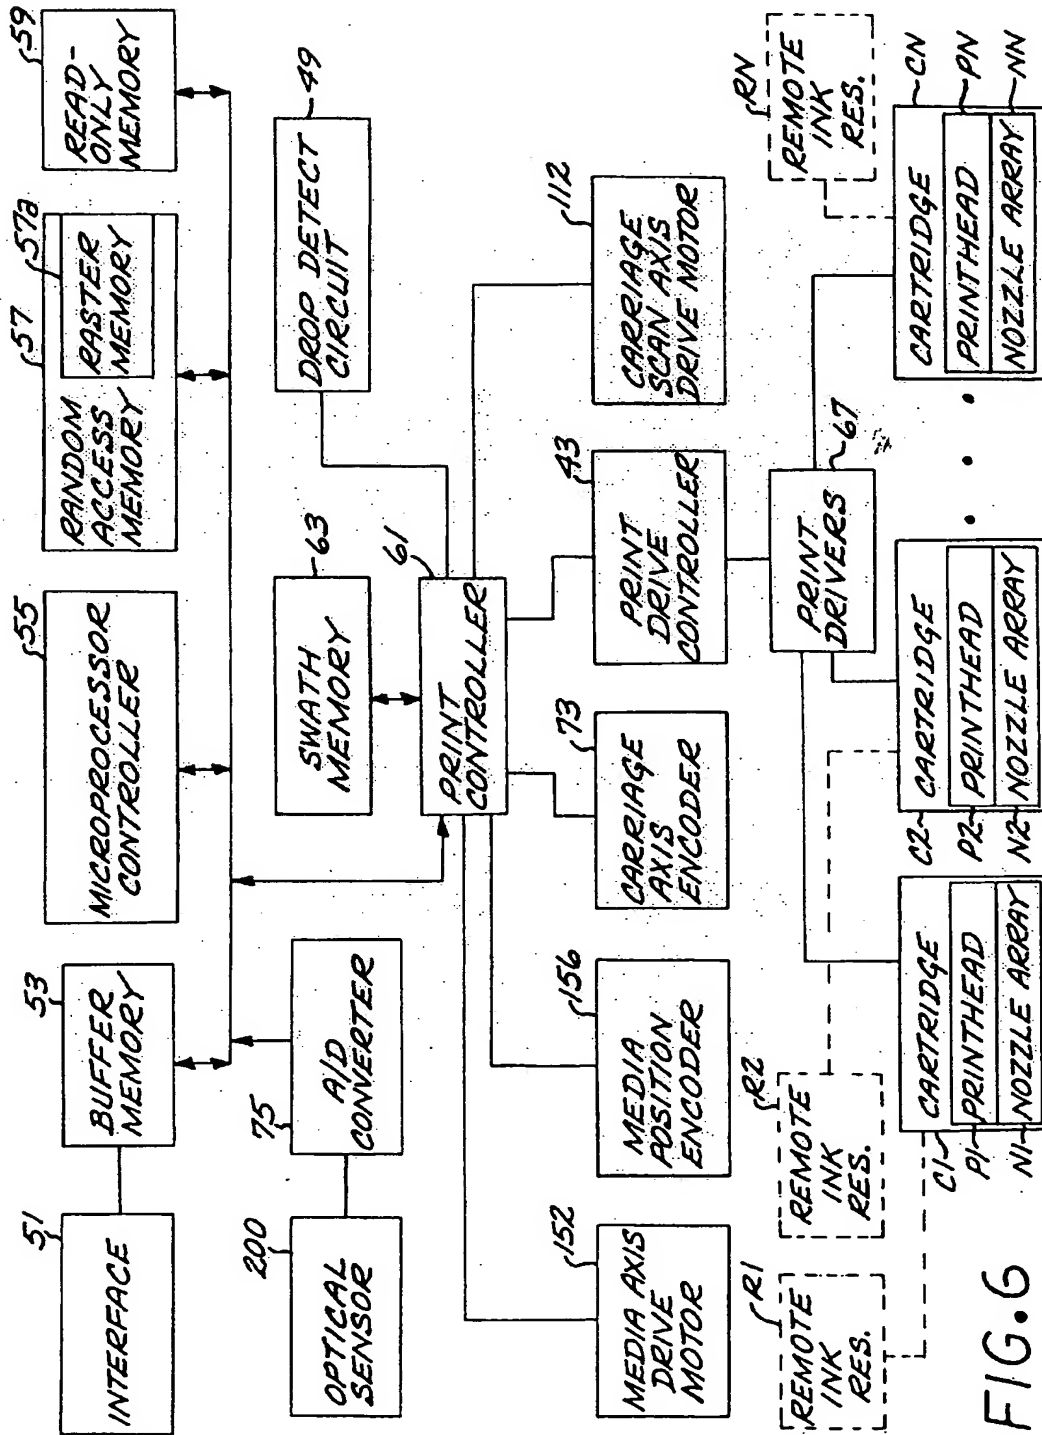 51
INTERFACE
53
BUFFER
MEMORY
55
MICROPROCESSOR
CONTROLLER
57
RANDOM
ACCESS
MEMORY
57a
RASTER
MEMORY
59
READ-
ONLY
MEMORY
200
OPTICAL
SENSOR
75
A/D
CONVERTER
63
SWATH
MEMORY
49
DROP DETECT
CIRCUIT
61
PRINT
CONTROLLER
152
MEDIA AXIS
DRIVE
MOTOR
156
MEDIA
POSITION
ENCODER
73
CARRIAGE
AXIS
ENCODER
43
PRINT
DRIVE
CONTROLLER
112
CARRIAGE
SCAN AXIS
DRIVE MOTOR
R1
REMOTE
INK
RES.
R2
REMOTE
INK
RES.
67
PRINT
DRIVERS
RN
REMOTE
INK
RES.
C1
CARTRIDGE
P1
PRINTHEAD
N1
NOZZLE ARRAY
C2
CARTRIDGE
P2
PRINTHEAD
N2
NOZZLE ARRAY
. . .
CARTRIDGE
CN
PRINTHEAD
PN
NOZZLE ARRAY
NN
FIG.6